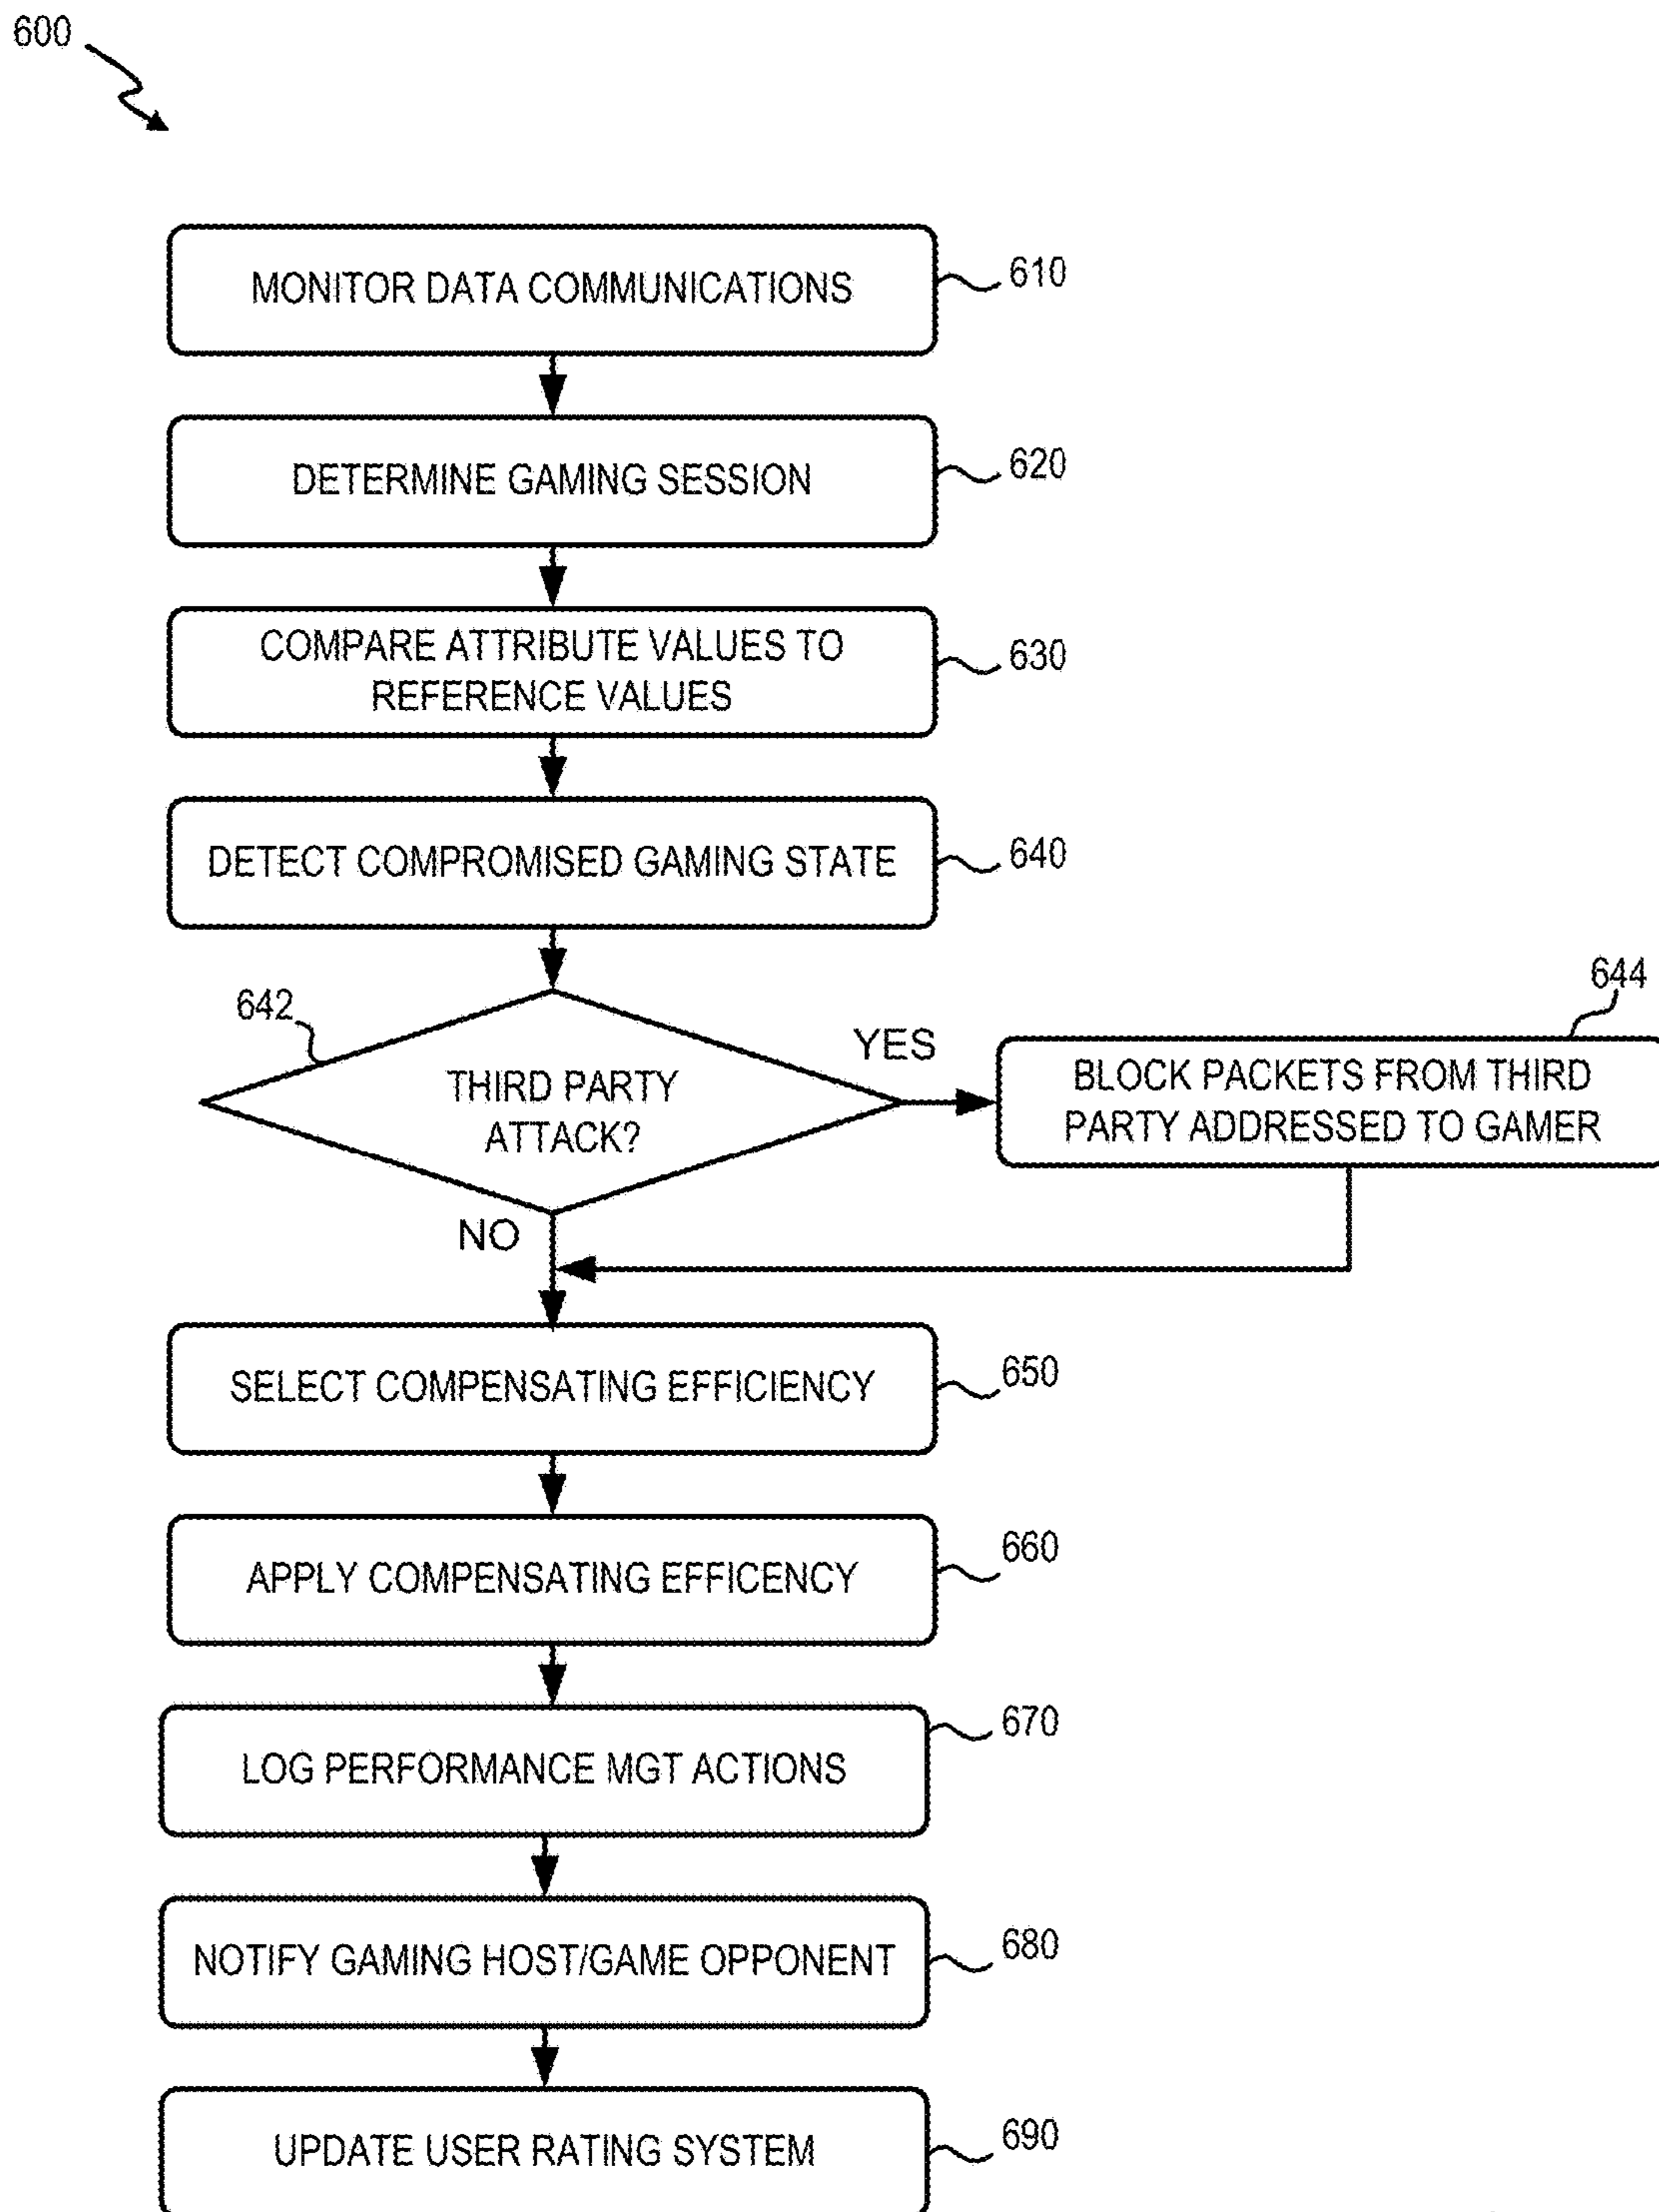 600
MONITOR DATA COMMUNICATIONS
610
DETERMINE GAMING SESSION
620
COMPARE ATTRIBUTE VALUES TO
REFERENCE VALUES
630
DETECT COMPROMISED GAMING STATE
640
642
THIRD PARTY
ATTACK?
YES
644
BLOCK PACKETS FROM THIRD
PARTY ADDRESSED TO GAMER
NO
SELECT COMPENSATING EFFICIENCY
650
APPLY COMPENSATING EFFICENCY
660
LOG PERFORMANCE MGT ACTIONS
670
NOTIFY GAMING HOST/GAME OPPONENT
680
UPDATE USER RATING SYSTEM
690